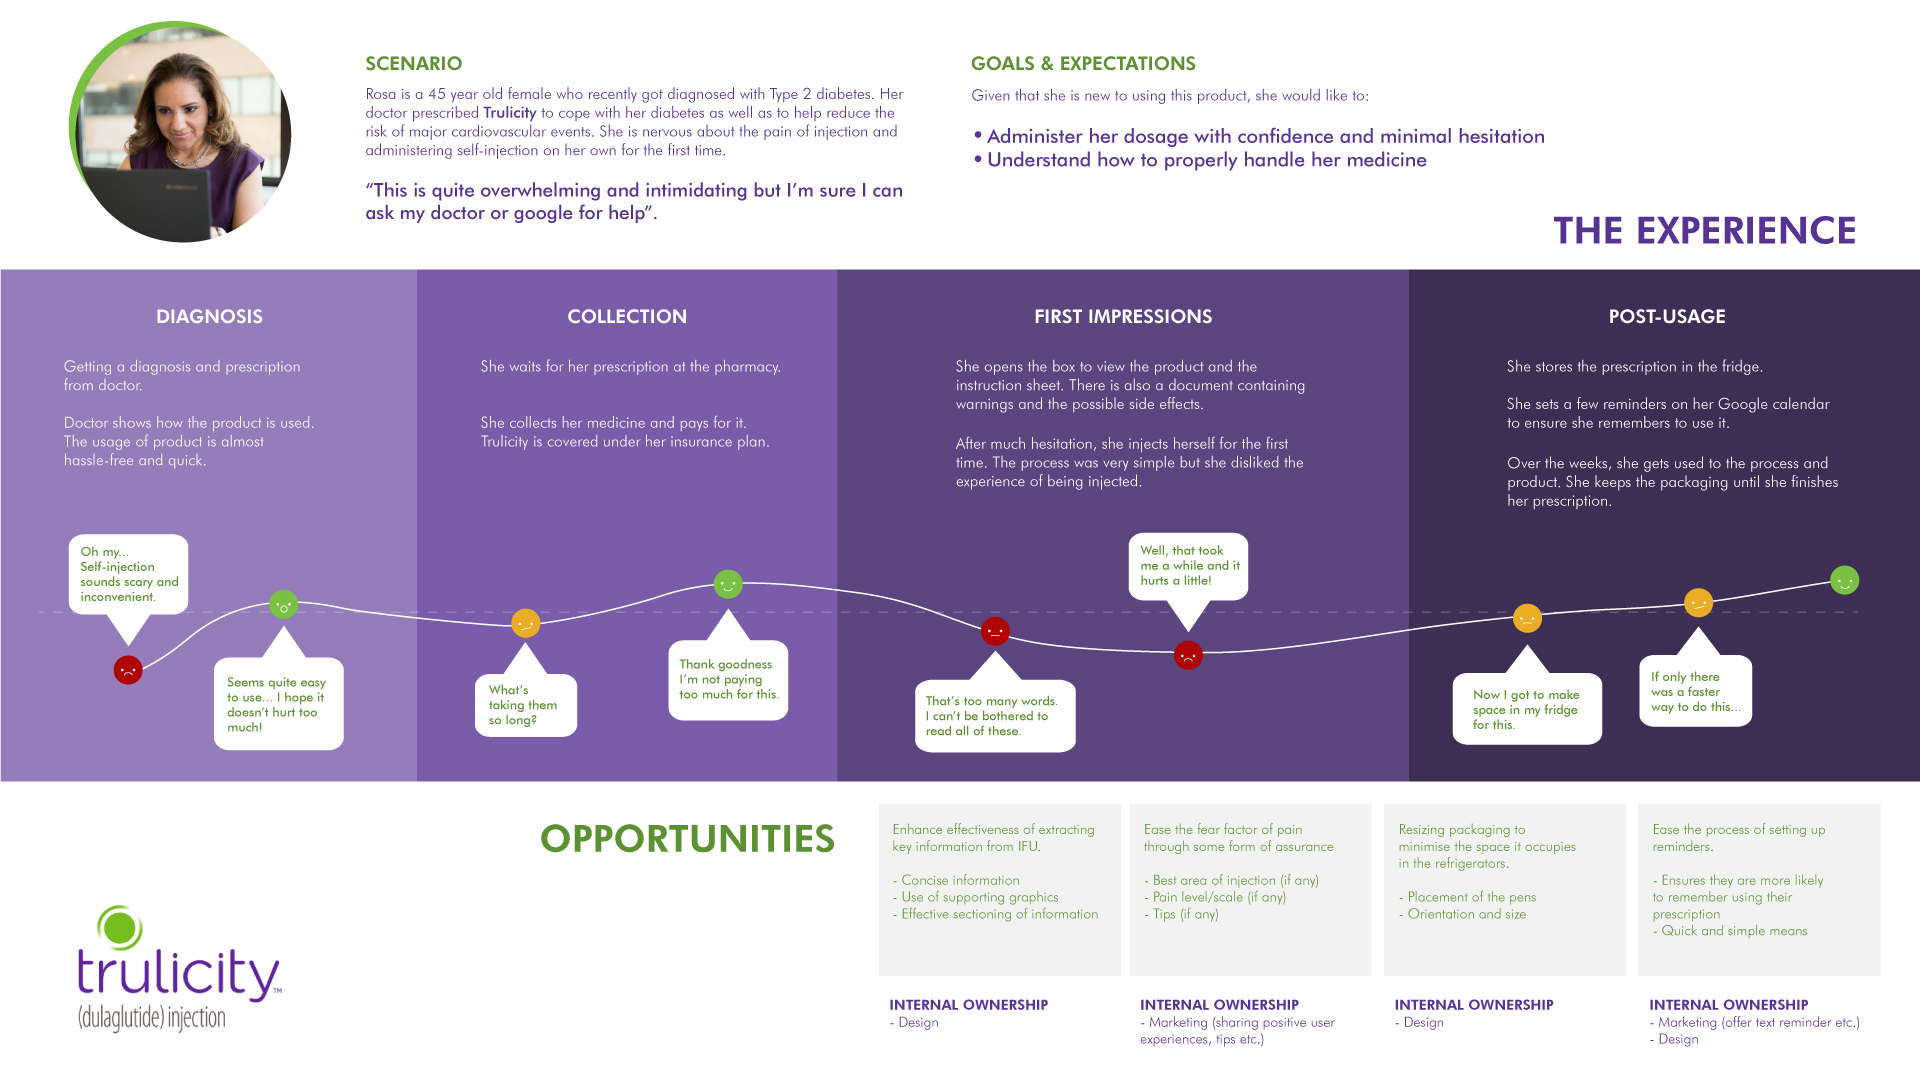 SCENARIO
Rosa is a 45 year old female who recently got diagnosed with Type 2 diabetes. Her
doctor prescribed Trulicity to cope with her diabetes as well as to help reduce the
risk of major cardiovascular events. She is nervous about the pain of injection and
administering self-injection on her own for the first time.
“This is quite overwhelming and intimidating but I’m sure I can
ask my doctor or google for help”.
GOALS & EXPECTATIONS
Given that she is new to using this product, she would like to:
• Administer her dosage with confidence and minimal hesitation
• Understand how to properly handle her medicine
THE EXPERIENCE
DIAGNOSIS
Getting a diagnosis and prescription
from doctor.
Doctor shows how the product is used.
The usage of product is almost
hassle-free and quick.
Oh my...
Self-injection
sounds scary and
inconvenient.
Seems quite easy
to use... I hope it
doesn’t hurt too
much!
COLLECTION
She waits for her prescription at the pharmacy.
She collects her medicine and pays for it.
Trulicity is covered under her insurance plan.
What’s
taking them
so long?
Thank goodness
I’m not paying
too much for this.
FIRST IMPRESSIONS
She opens the box to view the product and the
instruction sheet. There is also a document containing
warnings and the possible side effects.
After much hesitation, she injects herself for the first
time. The process was very simple but she disliked the
experience of being injected.
That’s too many words.
I can’t be bothered to
read all of these.
Well, that took
me a while and it
hurts a little!
POST-USAGE
She stores the prescription in the fridge.
She sets a few reminders on her Google calendar
to ensure she remembers to use it.
Over the weeks, she gets used to the process and
product. She keeps the packaging until she finishes
her prescription.
Now I got to make
space in my fridge
for this.
If only there
was a faster
way to do this...
OPPORTUNITIES
Enhance effectiveness of extracting
key information from IFU.
- Concise information
- Use of supporting graphics
- Effective sectioning of information
INTERNAL OWNERSHIP
- Design
Ease the fear factor of pain
through some form of assurance
- Best area of injection (if any)
- Pain level/scale (if any)
- Tips (if any)
INTERNAL OWNERSHIP
- Marketing (sharing positive user
experiences, tips etc.)
Resizing packaging to
minimise the space it occupies
in the refrigerators.
- Placement of the pens
- Orientation and size
INTERNAL OWNERSHIP
- Design
Ease the process of setting up
reminders.
- Ensures they are more likely
to remember using their
prescription
- Quick and simple means
INTERNAL OWNERSHIP
- Marketing (offer text reminder etc.)
- Design
trulicity™
(dulaglutide) injection